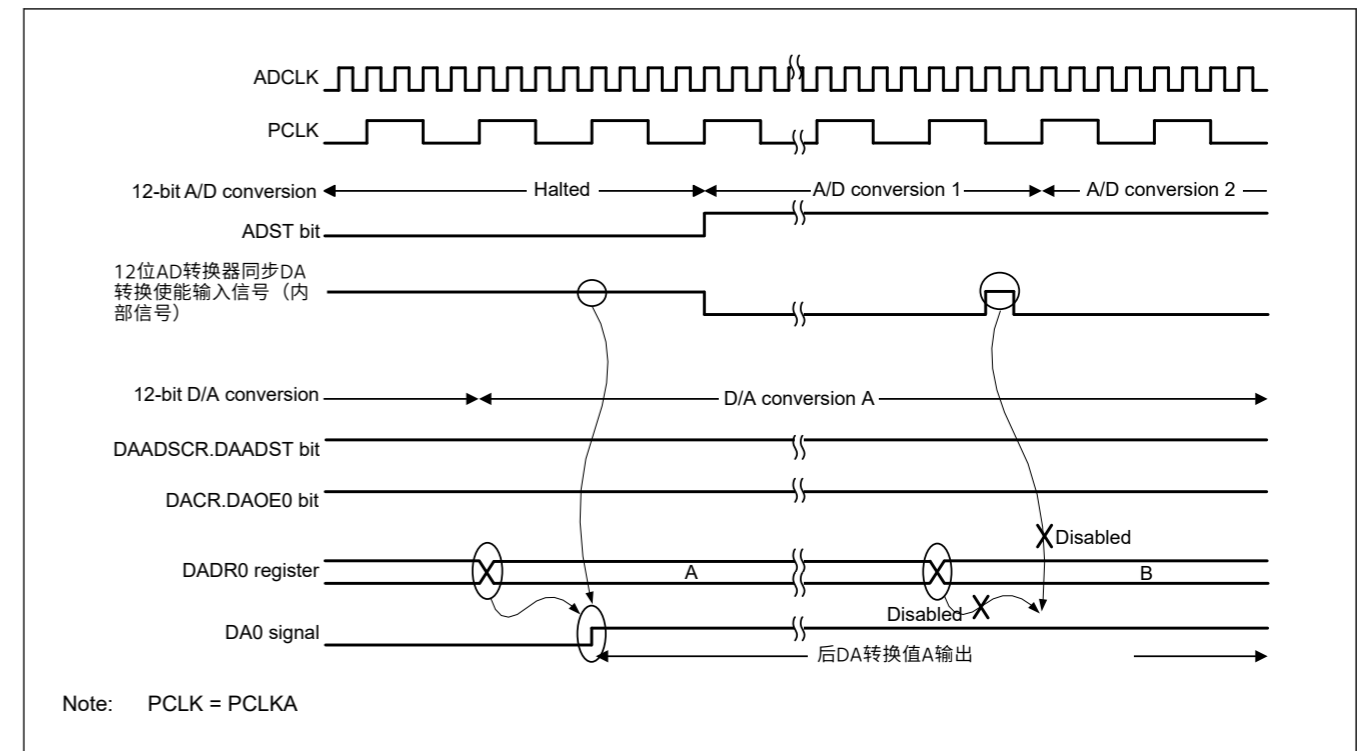 ADCLK
PCLK
12-bit A/D conversion
Halted
A/D conversion 1
A/D conversion 2
ADST bit
12位AD转换器同步DA
转换使能输入信号（内
部信号）
12-bit D/A conversion
D/A conversion A
DAADSCR.DAADST bit
DACR.DAOE0 bit
Disabled
DADR0 register
A
B
Disabled
DA0 signal
后DA转换值A输出
Note: PCLK = PCLKA